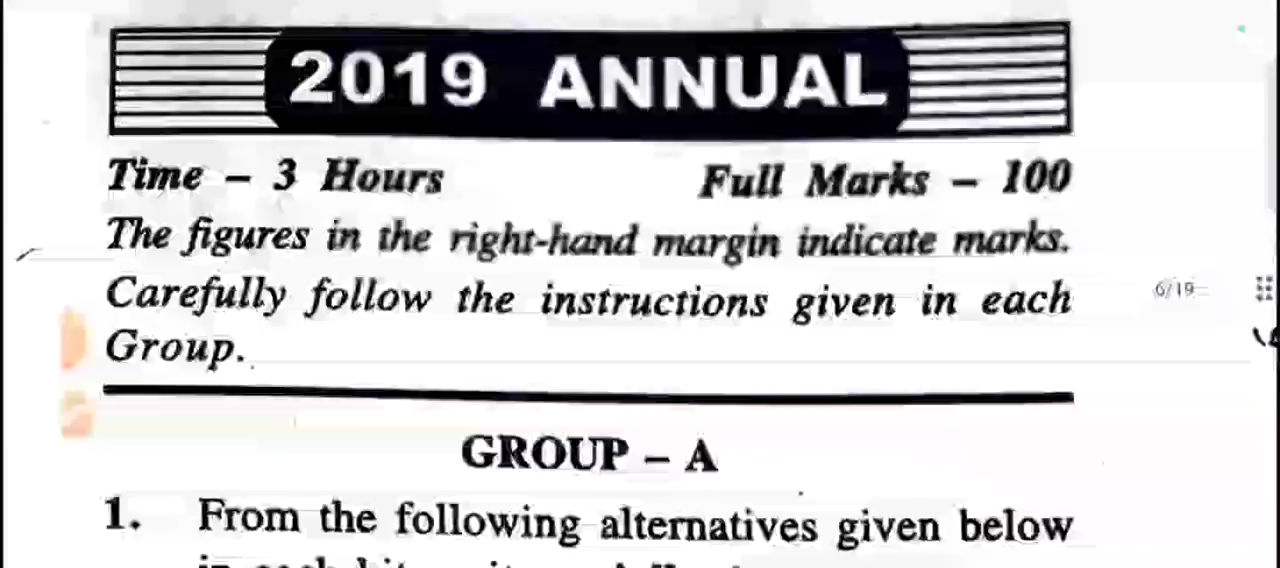 2019 ANNUAL
Time – 3 Hours Full Marks – 100
The figures in the right-hand margin indicate marks.
Carefully follow the instructions given in each
Group.
6/19
GROUP – A
1. From the following alternatives given below